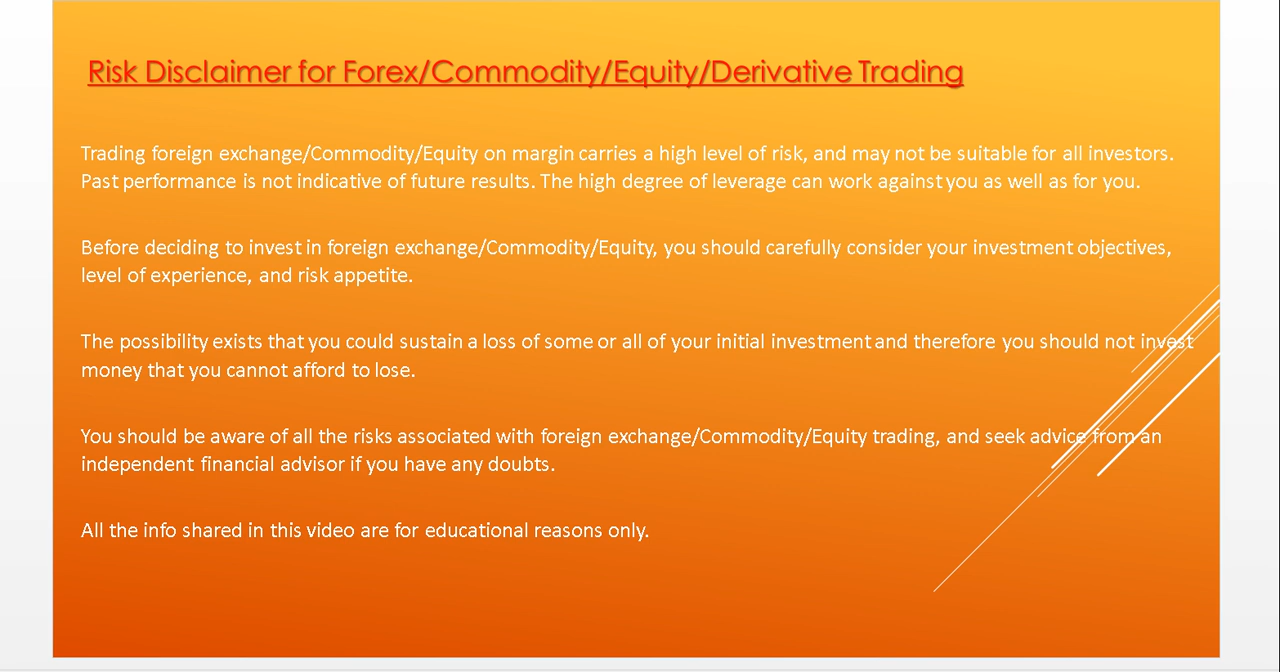 Risk Disclaimer for Forex/Commodity/Equity/Derivative Trading
Trading foreign exchange/Commodity/Equity on margin carries a high level of risk, and may not be suitable for all investors.
Past performance is not indicative of future results. The high degree of leverage can work against you as well as for you.
Before deciding to invest in foreign exchange/Commodity/Equity, you should carefully consider your investment objectives,
level of experience, and risk appetite.
The possibility exists that you could sustain a loss of some or all of your initial investment and therefore you should not invest
money that you cannot afford to lose.
You should be aware of all the risks associated with foreign exchange/Commodity/Equity trading, and seek advice from an
independent financial advisor if you have any doubts.
All the info shared in this video are for educational reasons only.